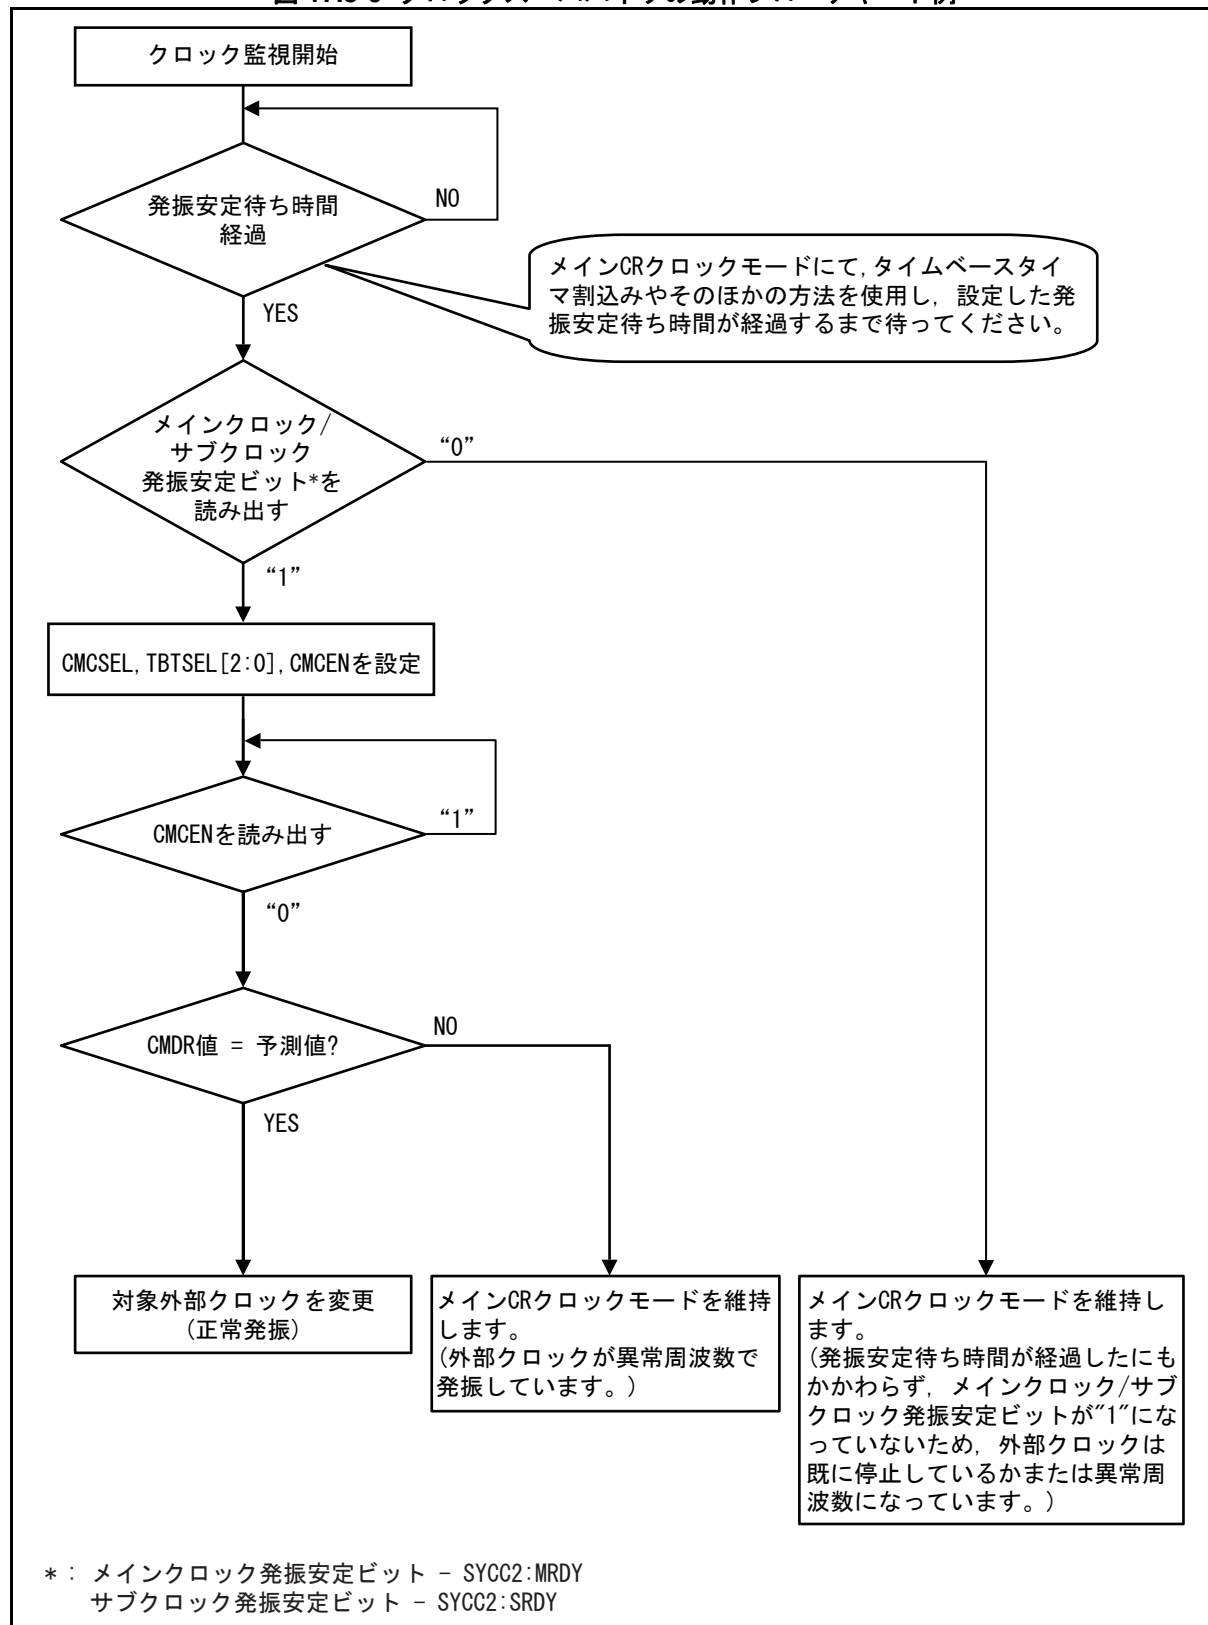 クロック監視開始
発振安定待ち時間
経過
NO
YES
メインCRクロックモードにて,タイムベースタイ
マ割込みやそのほかの方法を使用し, 設定した発
振安定待ち時間が経過するまで待ってください。
メインクロック/
サブクロック
発振安定ビット*を
読み出す
“0”
“1”
CMCSEL,TBTSEL[2:0],CMCENを設定
CMCENを読み出す
“1”
“0”
CMDR値 = 予測値?
NO
YES
対象外部クロックを変更
(正常発振)
メインCRクロックモードを維持
します。
(外部クロックが異常周波数で
発振しています。)
メインCRクロックモードを維持し
ます。
(発振安定待ち時間が経過したにも
かかわらず, メインクロック/サブ
クロック発振安定ビットが"1"にな
っていないため, 外部クロックは
既に停止しているかまたは異常周
波数になっています。)
*: メインクロック発振安定ビット - SYCC2:MRDY
サブクロック発振安定ビット - SYCC2:SRDY